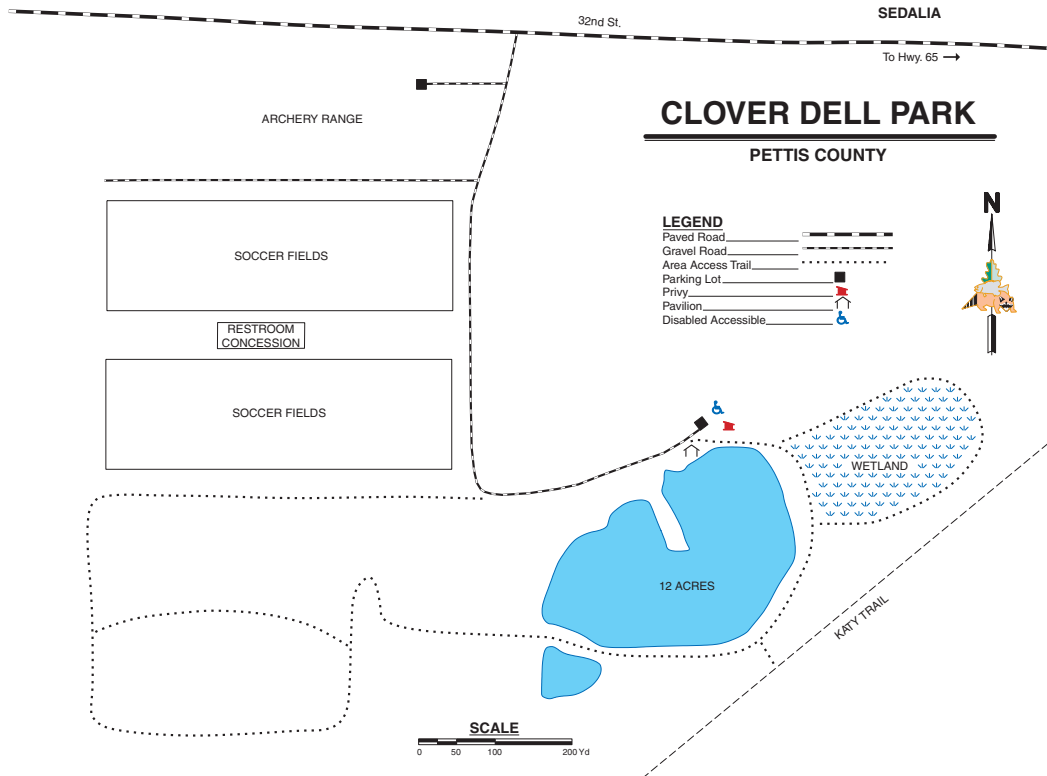 32nd St.
SEDALIA
To Hwy. 65
CLOVER DELL PARK
PETTIS COUNTY
ARCHERY RANGE
N
LEGEND
Paved Road
Gravel Road
Area Access Trail
Parking Lot
Privy
Pavilion
Disabled Accessible
SOCCER FIELDS
RESTROOM
CONCESSION
SOCCER FIELDS
WETLAND
12 ACRES
KATY TRAIL
SCALE
0 50 100 200 Yd